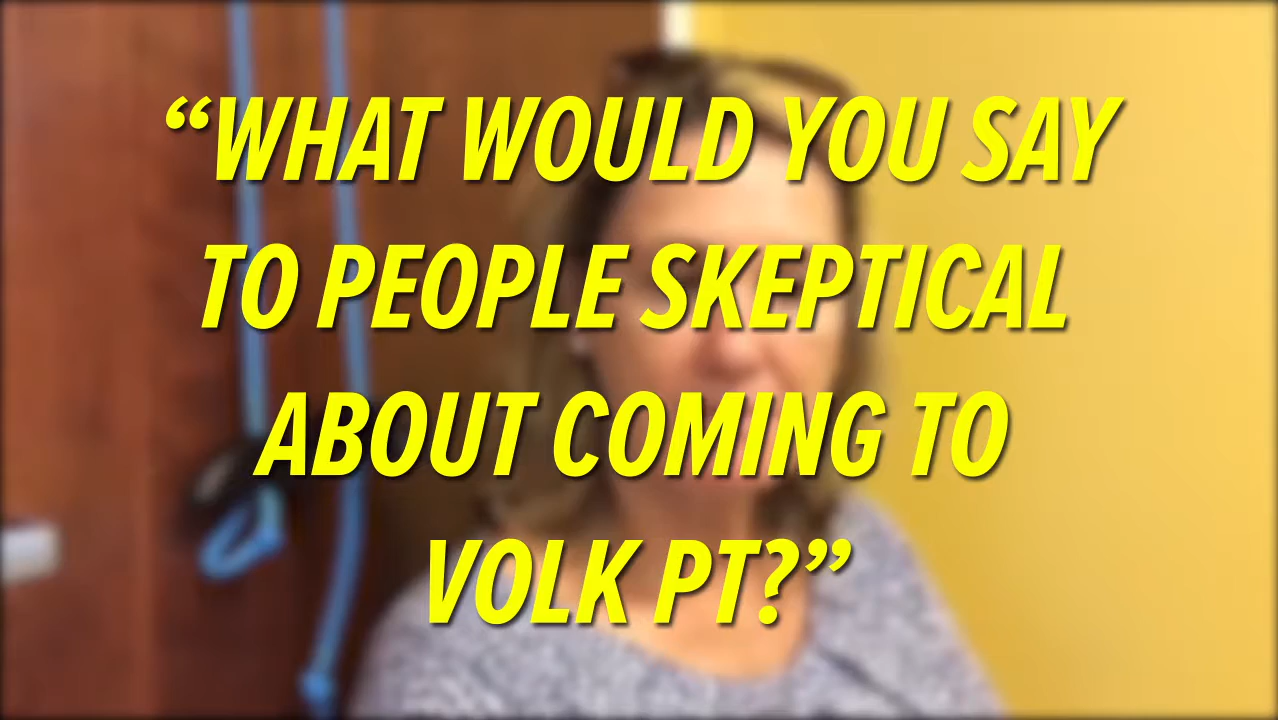 “WHAT WOULD YOU SAY
TO PEOPLE SKEPTICAL
ABOUT COMING TO
VOLK PT?”